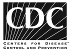 CDC
CENTERS FOR DISEASE
CONTROL AND PREVENTION